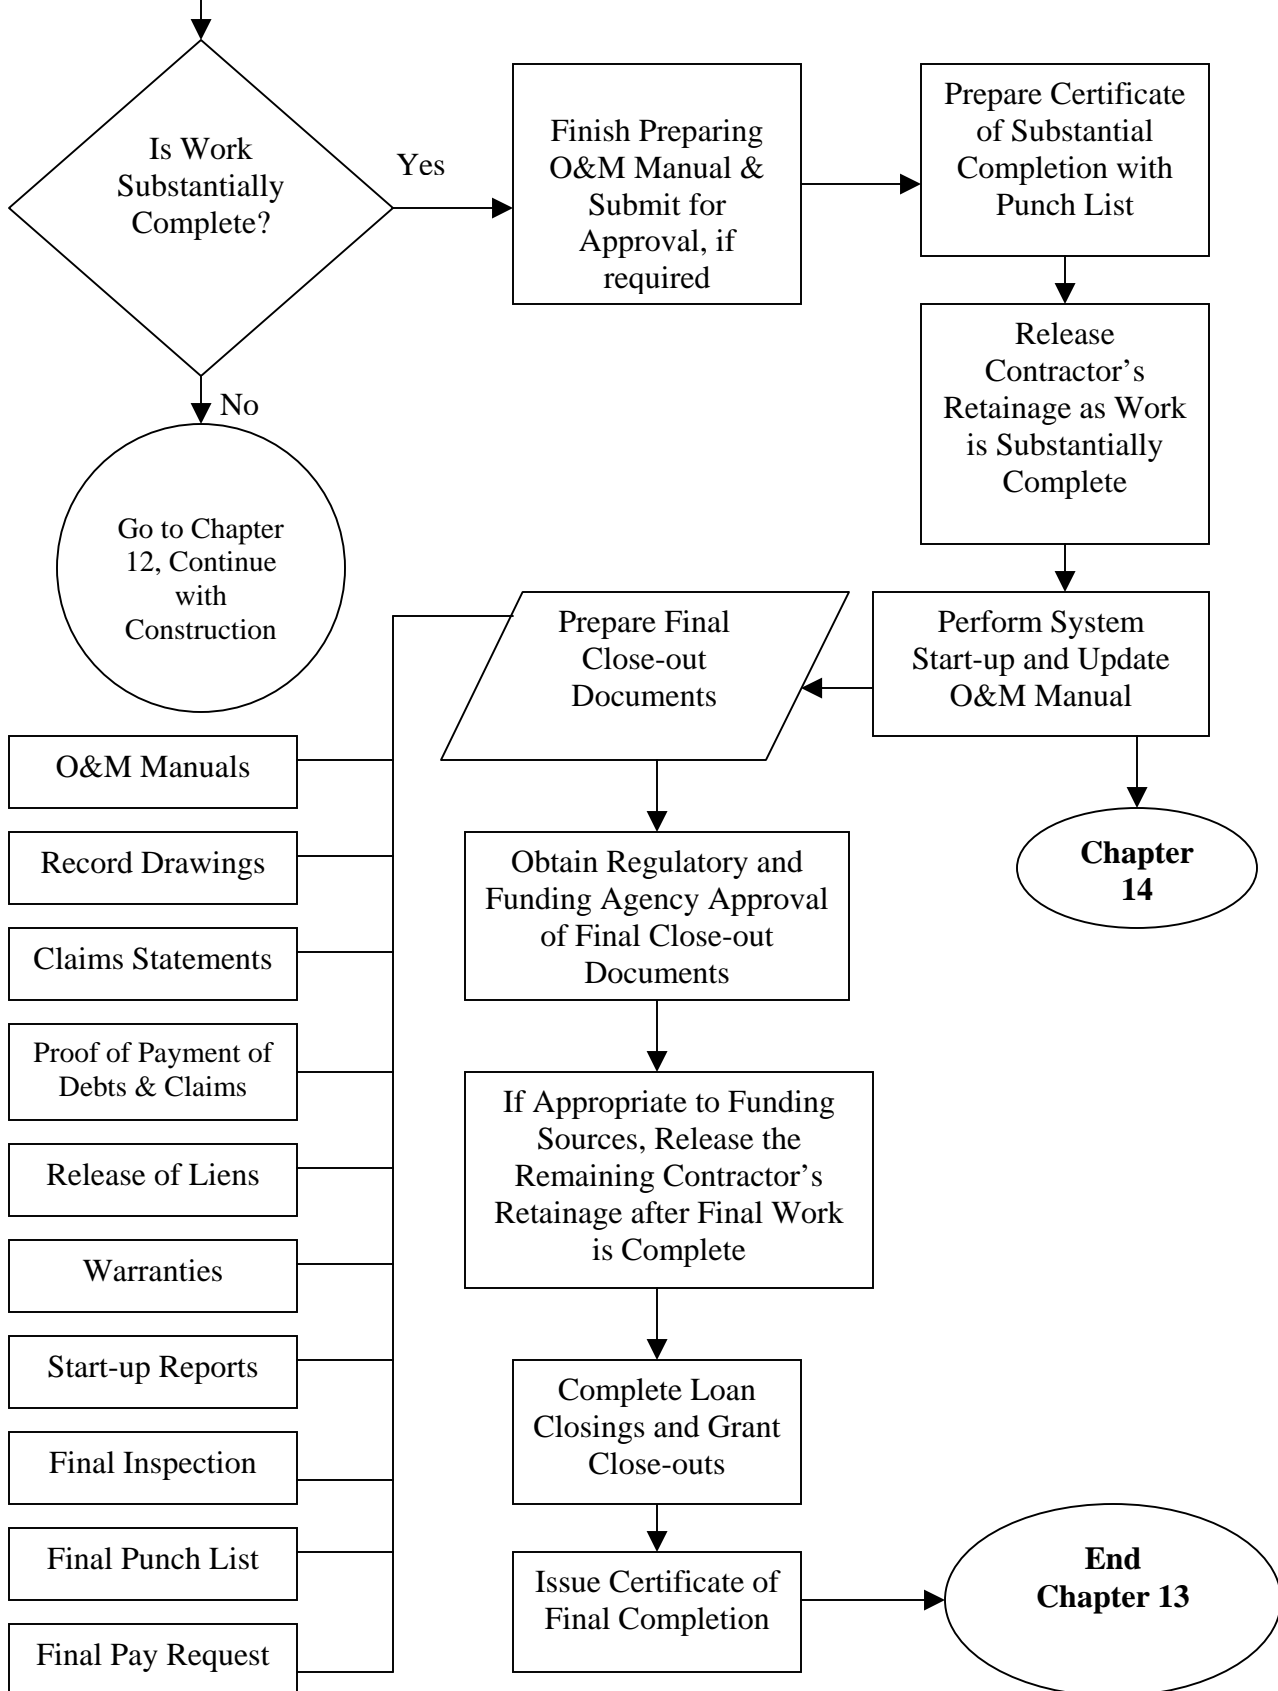 Is Work
Substantially
Complete?
Yes
No
Go to Chapter
12, Continue
with
Construction
Finish Preparing
O&M Manual &
Submit for
Approval, if
required
Prepare Certificate
of Substantial
Completion with
Punch List
Release
Contractor’s
Retainage as Work
is Substantially
Complete
Perform System
Start-up and Update
O&M Manual
Chapter
14
Prepare Final
Close-out
Documents
O&M Manuals
Record Drawings
Claims Statements
Proof of Payment of
Debts & Claims
Release of Liens
Warranties
Start-up Reports
Final Inspection
Final Punch List
Final Pay Request
Obtain Regulatory and
Funding Agency Approval
of Final Close-out
Documents
If Appropriate to Funding
Sources, Release the
Remaining Contractor’s
Retainage after Final Work
is Complete
Complete Loan
Closings and Grant
Close-outs
Issue Certificate of
Final Completion
End
Chapter 13